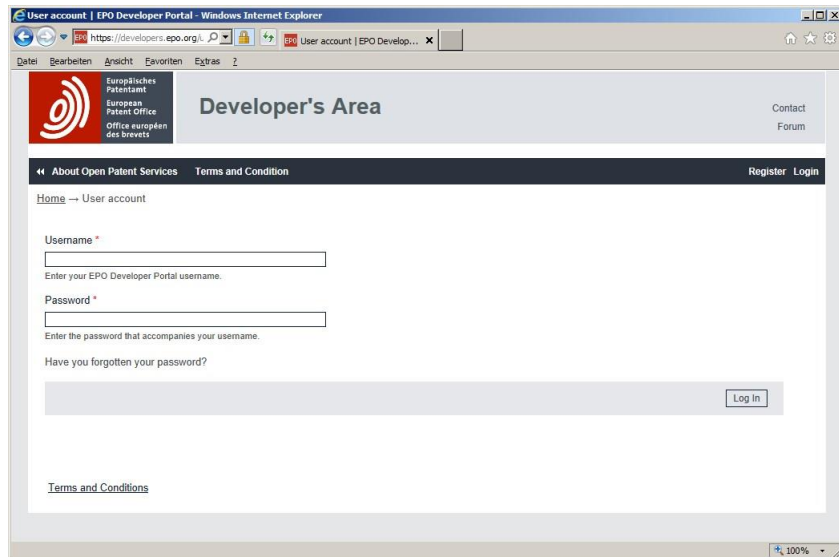 User account | EPO Developer Portal - Windows Internet Explorer
EPO https://developers.epo.org/
EPO User account | EPO Develop...
Datei Bearbeiten Ansicht Favoriten Extras ?
Europäisches
Patentamt
European
Patent Office
Office européen
des brevets
Developer's Area
Contact
Forum
About Open Patent Services Terms and Condition Register Login
Home → User account
Username *
Enter your EPO Developer Portal username.
Password *
Enter the password that accompanies your username.
Have you forgotten your password?
Log In
Terms and Conditions
100%